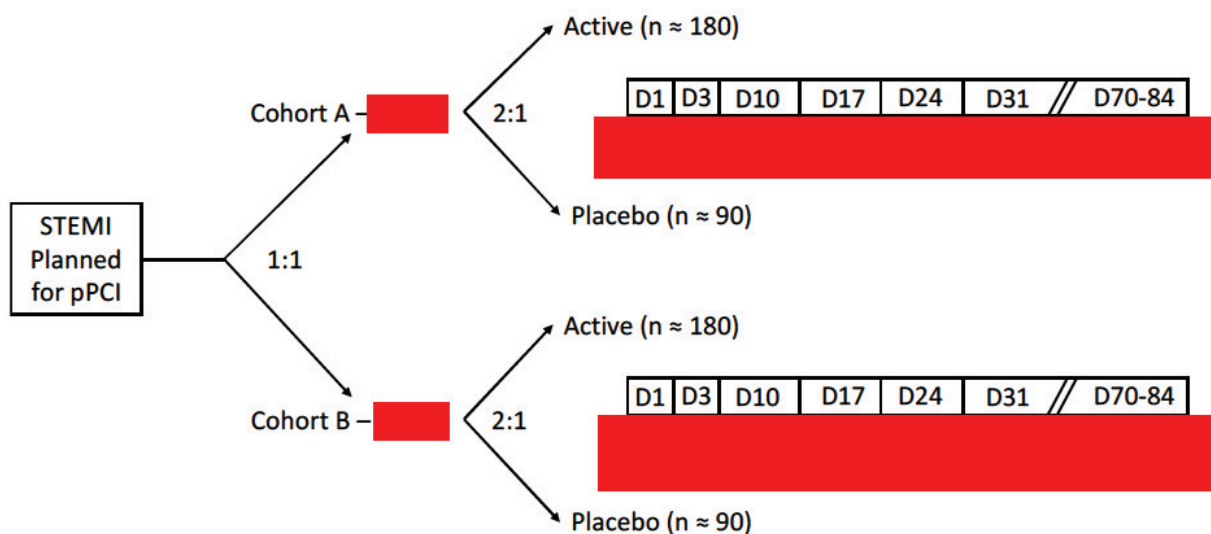 Active (n ≈ 180)
D1 D3 D10 D17 D24 D31 D70-84
Cohort A –
2:1
Placebo (n ≈ 90)
STEMI
Planned
for pPCI
1:1
Active (n ≈ 180)
D1 D3 D10 D17 D24 D31 D70-84
Cohort B –
2:1
Placebo (n ≈ 90)